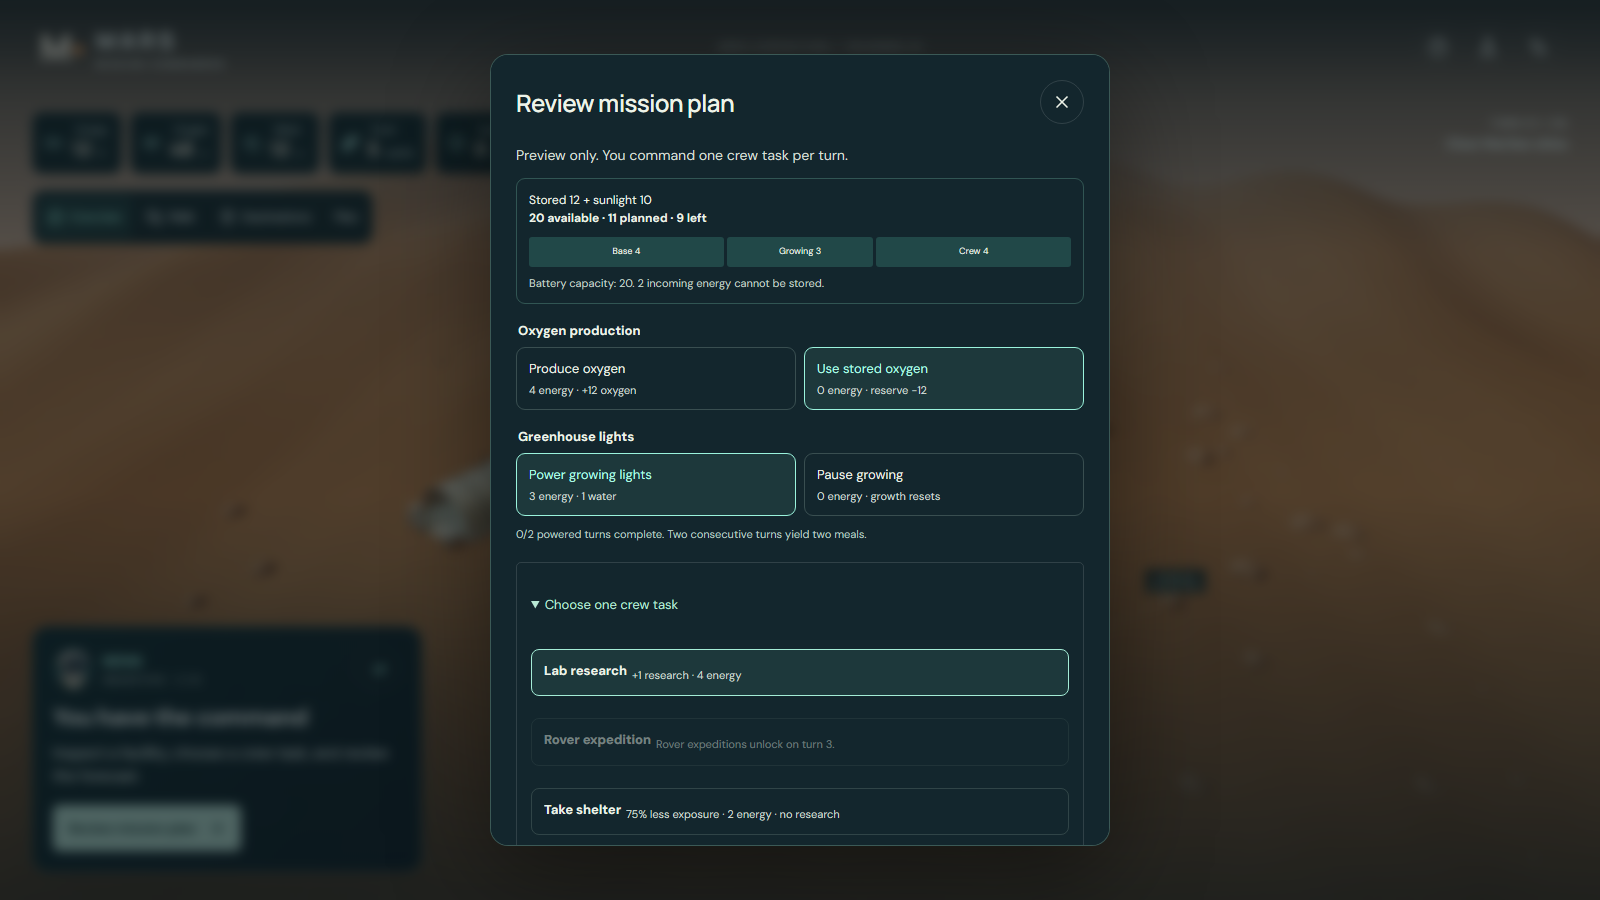 Review mission plan
Preview only. You command one crew task per turn.
Stored 12 + sunlight 10
20 available · 11 planned · 9 left
Base 4
Growing 3
Crew 4
Battery capacity: 20. 2 incoming energy cannot be stored.
Oxygen production
Produce oxygen
4 energy · +12 oxygen
Use stored oxygen
0 energy · reserve −12
Greenhouse lights
Power growing lights
3 energy · 1 water
Pause growing
0 energy · growth resets
0/2 powered turns complete. Two consecutive turns yield two meals.
▼ Choose one crew task
Lab research +1 research · 4 energy
Rover expedition Rover expeditions unlock on turn 3.
Take shelter 75% less exposure · 2 energy · no research
MARS
You have the command